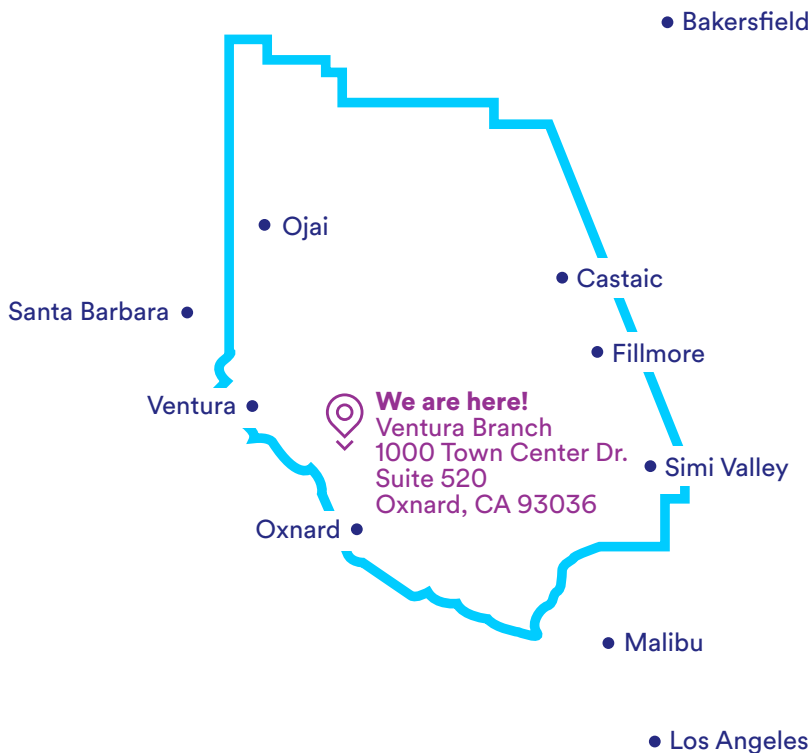 Bakersfield
Ojai
Castaic
Santa Barbara
Fillmore
Ventura
We are here!
Ventura Branch
1000 Town Center Dr.
Suite 520
Oxnard, CA 93036
Simi Valley
Oxnard
Malibu
Los Angeles